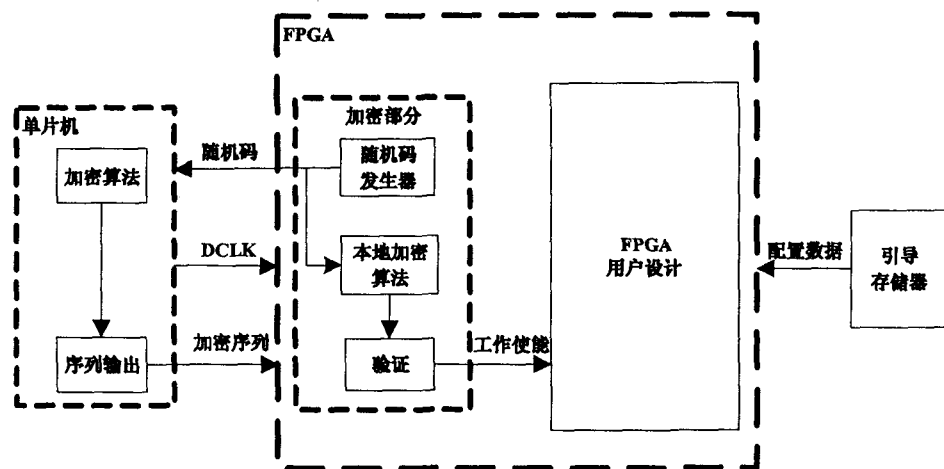 FPGA
单片机
加密算法
序列输出
随机码
DCLK
加密序列
加密部分
随机码
发生器
本地加密
算法
验证
工作使能
FPGA
用户设计
配置数据
引导
存储器